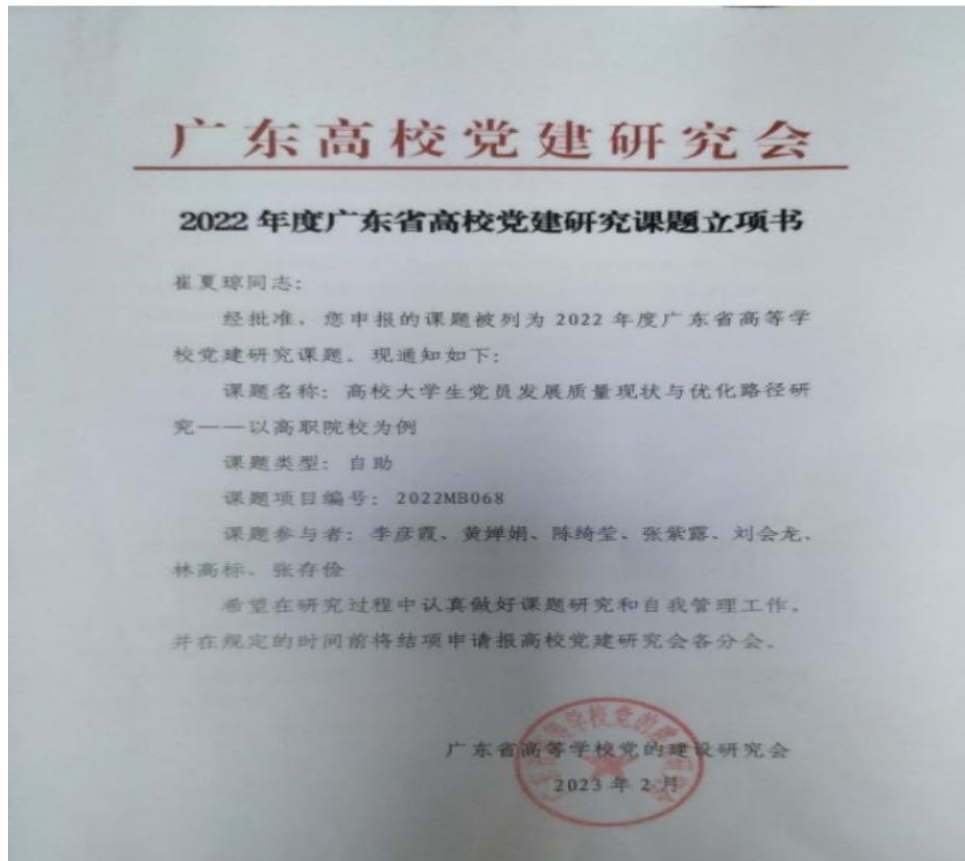 广东高校党建研究会
2022 年度广东省高校党建研究课题立项书
崔夏琼同志：
经批准，您申报的课题被列为 2022 年度广东省高等学
校党建研究课题。现通知如下：
课题名称：高校大学生党员发展质量现状与优化路径研
究——以高职院校为例
课题类型：自助
课题项目编号：2022MB068
课题参与者：李彦霞、黄婵娟、陈绮莹、张紫露、刘会龙、
林高标、张存俭
希望在研究过程中认真做好课题研究和自我管理工作，
并在规定的时间前将结项申请报高校党建研究会各分会。
广东省高等学校党的建设研究会
2023 年 2 月